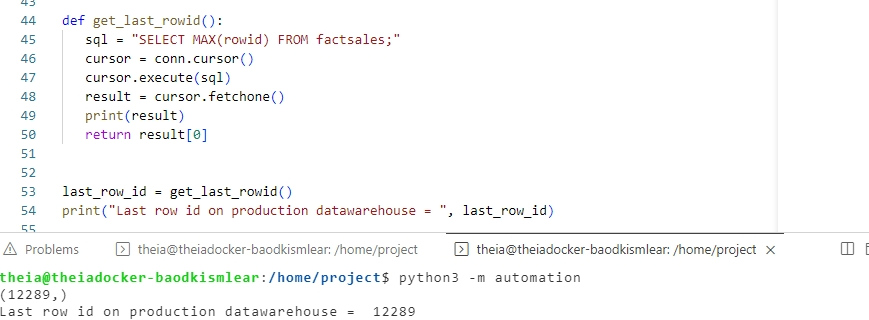 43
44 def get_last_rowid():
45 sql = "SELECT MAX(rowid) FROM factsales;"
46 cursor = conn.cursor()
47 cursor.execute(sql)
48 result = cursor.fetchone()
49 print(result)
50 return result[0]
51
52
53 last_row_id = get_last_rowid()
54 print("Last row id on production datawarehouse = ", last_row_id)
55
Problems theia@theiadocker-baodkismlear: /home/project theia@theiadocker-baodkismlear: /home/project ×
theia@theiadocker-baodkismlear:/home/project$ python3 -m automation
(12289,)
Last row id on production datawarehouse =  12289